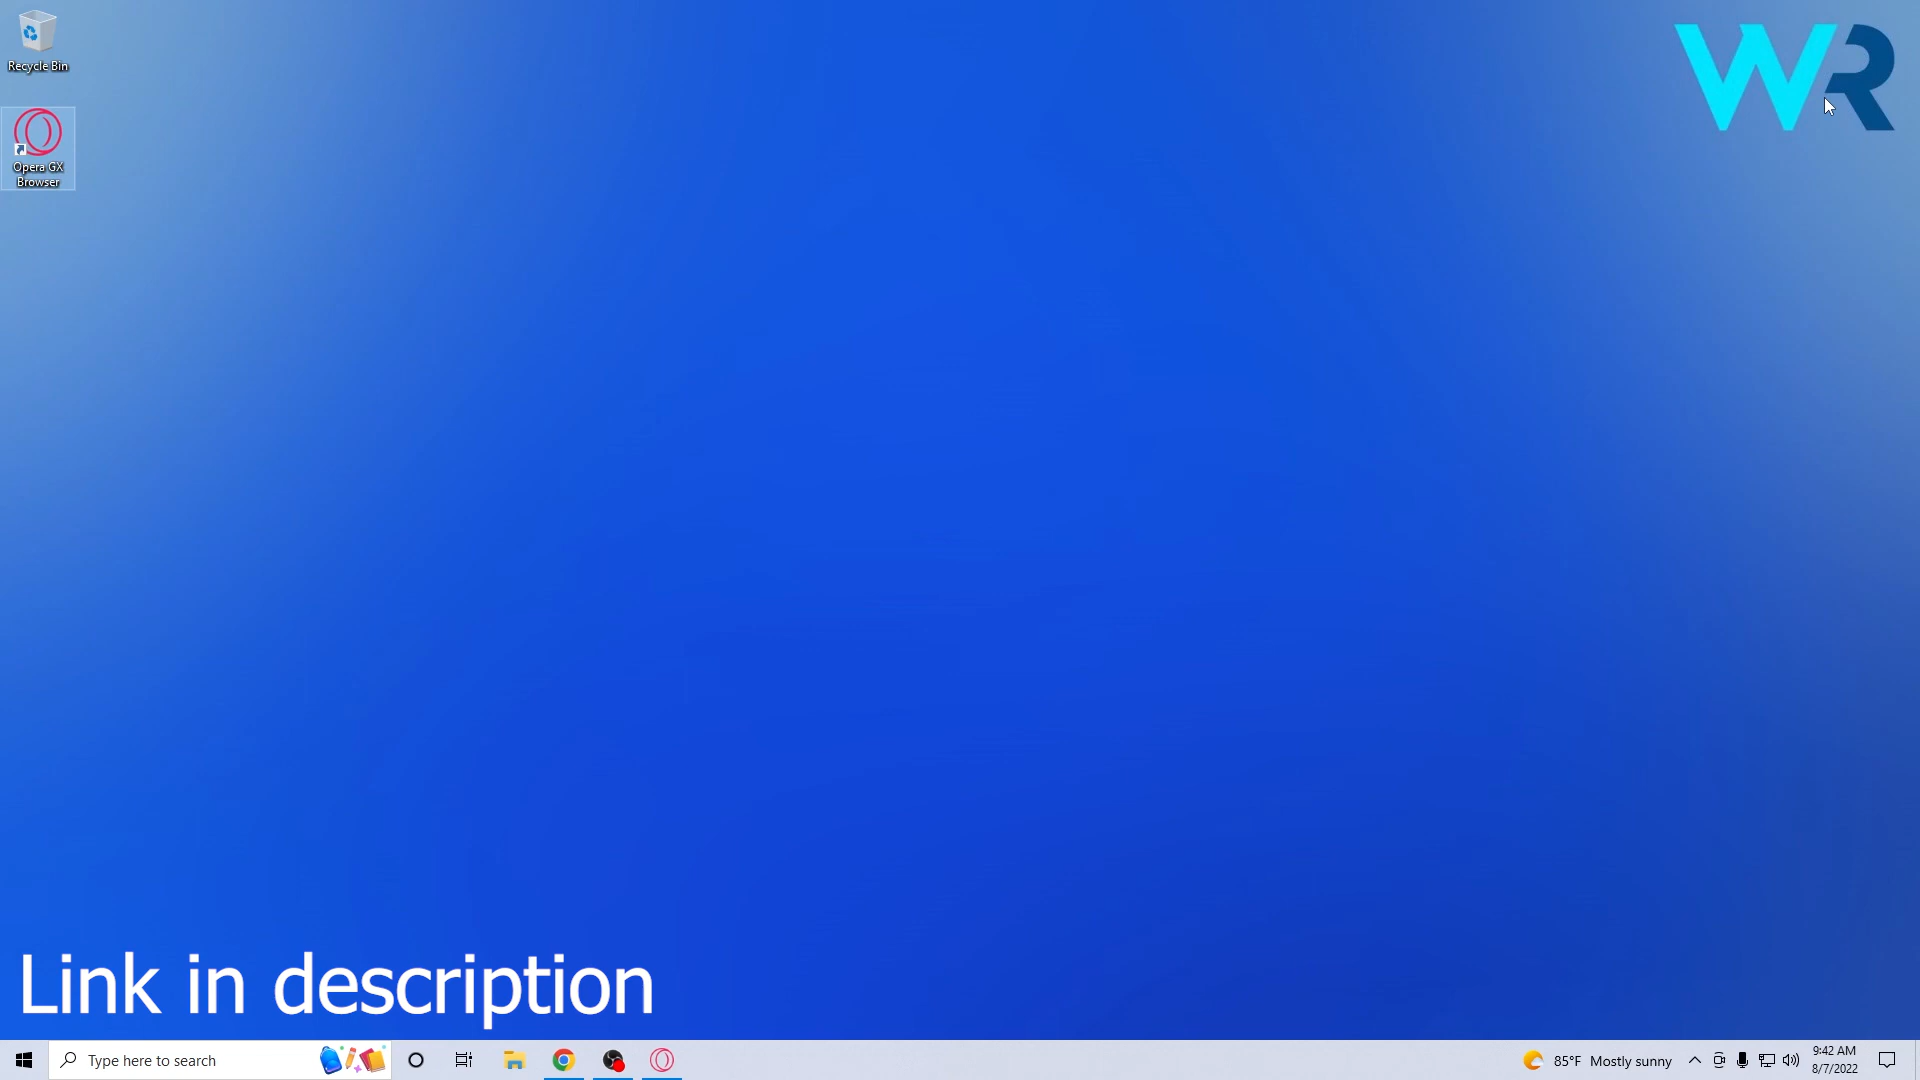 Recycle Bin
WR
Opera GX
Browser
Link in description
Type here to search
85°F Mostly sunny
9:42 AM
8/7/2022